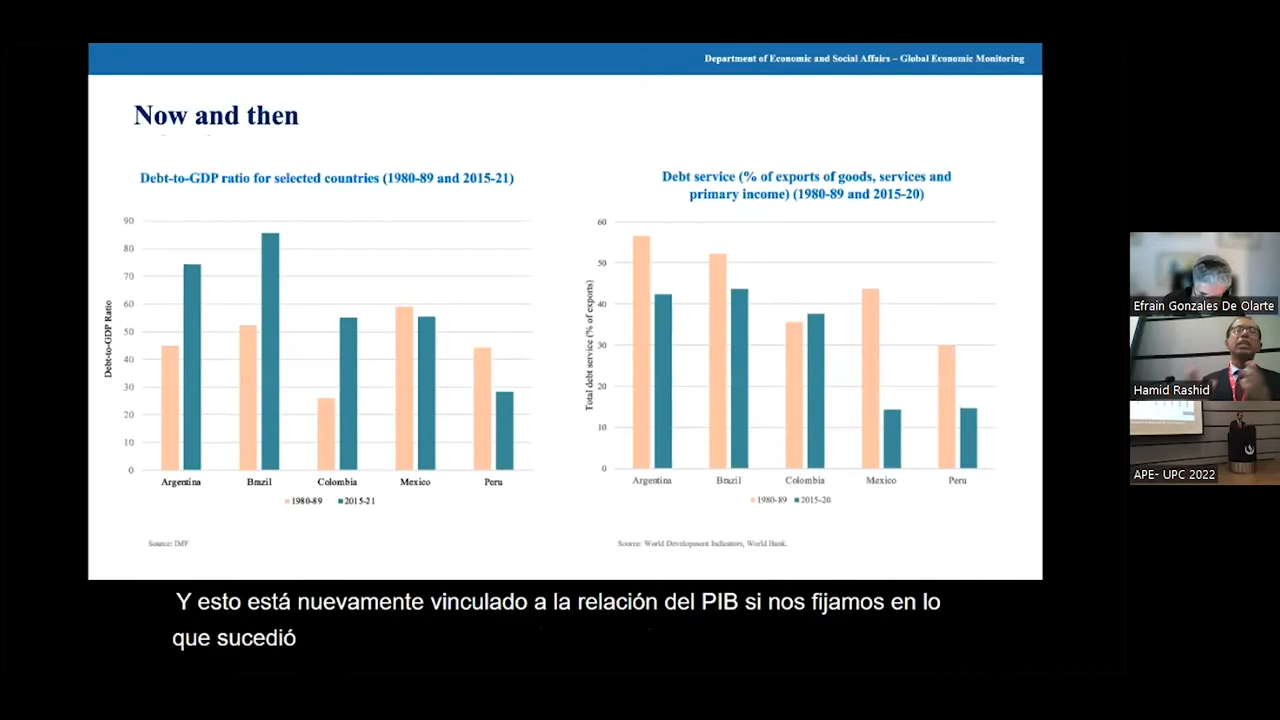 Department of Economic and Social Affairs – Global Economic Monitoring
Now and then
Debt-to-GDP ratio for selected countries (1980-89 and 2015-21)
90
80
70
60
50
40
30
20
10
0
Debt-to-GDP Ratio
Argentina
Brazil
Colombia
Mexico
Peru
1980-89
2015-21
Source: IMF
Debt service (% of exports of goods, services and
primary income) (1980-89 and 2015-20)
60
50
40
30
20
10
0
Total debt service (% of exports)
Argentina
Brazil
Colombia
Mexico
Peru
1980-89
2015-20
Source: World Development Indicators, World Bank.
Efrain Gonzales De Olarte
Hamid Rashid
APE- UPC 2022
Y esto está nuevamente vinculado a la relación del PIB si nos fijamos en lo
que sucedió